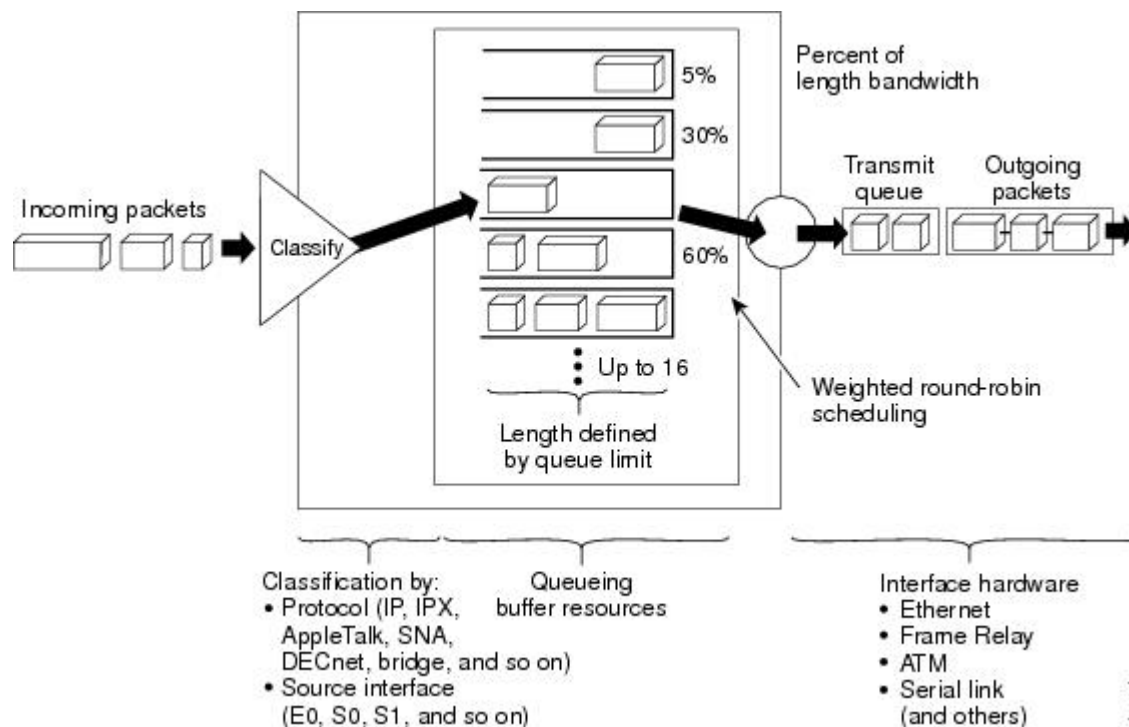 Percent of
length bandwidth
5%
30%
60%
Incoming packets
Classify
Transmit
queue
Outgoing
packets
Up to 16
Length defined
by queue limit
Weighted round-robin
scheduling
Classification by:
• Protocol (IP, IPX,
AppleTalk, SNA,
DECnet, bridge, and so on)
• Source interface
(E0, S0, S1, and so on)
Queueing
buffer resources
Interface hardware
• Ethernet
• Frame Relay
• ATM
• Serial link
(and others)